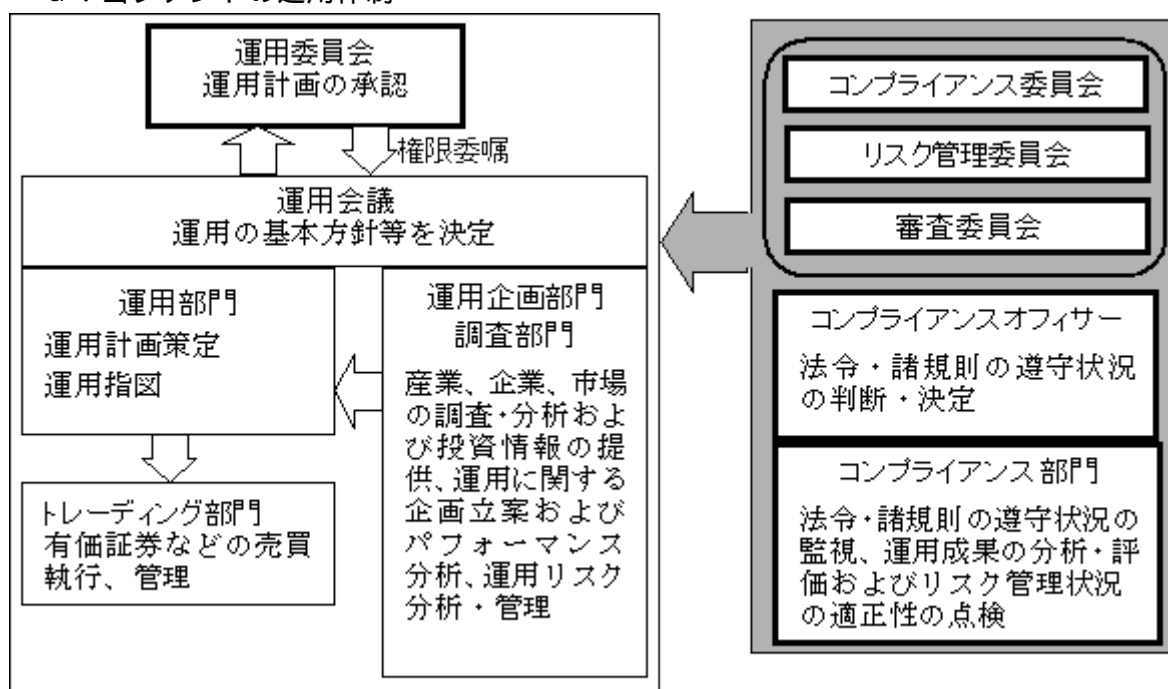 運用委員会
運用計画の承認
権限委嘱
運用会議
運用の基本方針等を決定
運用部門
運用計画策定
運用指図
運用企画部門
調査部門
産業、企業、市場
の調査・分析およ
び投資情報の提
供、運用に関する
企画立案および
パフォーマンス
分析、運用リスク
分析・管理
トレーディング部門
有価証券などの売買
執行、管理
コンプライアンス委員会
リスク管理委員会
審査委員会
コンプライアンスオフィサー
法令・諸規則の遵守状況
の判断・決定
コンプライアンス部門
法令・諸規則の遵守状況の
監視、運用成果の分析・評
価およびリスク管理状況
の適正性の点検